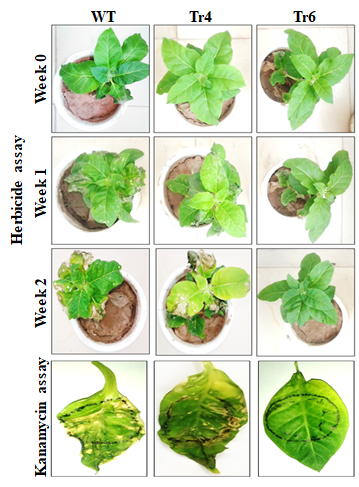 WT Tr4 Tr6
Herbicide assay
Week 0
Week 1
Week 2
Kanamycin assay